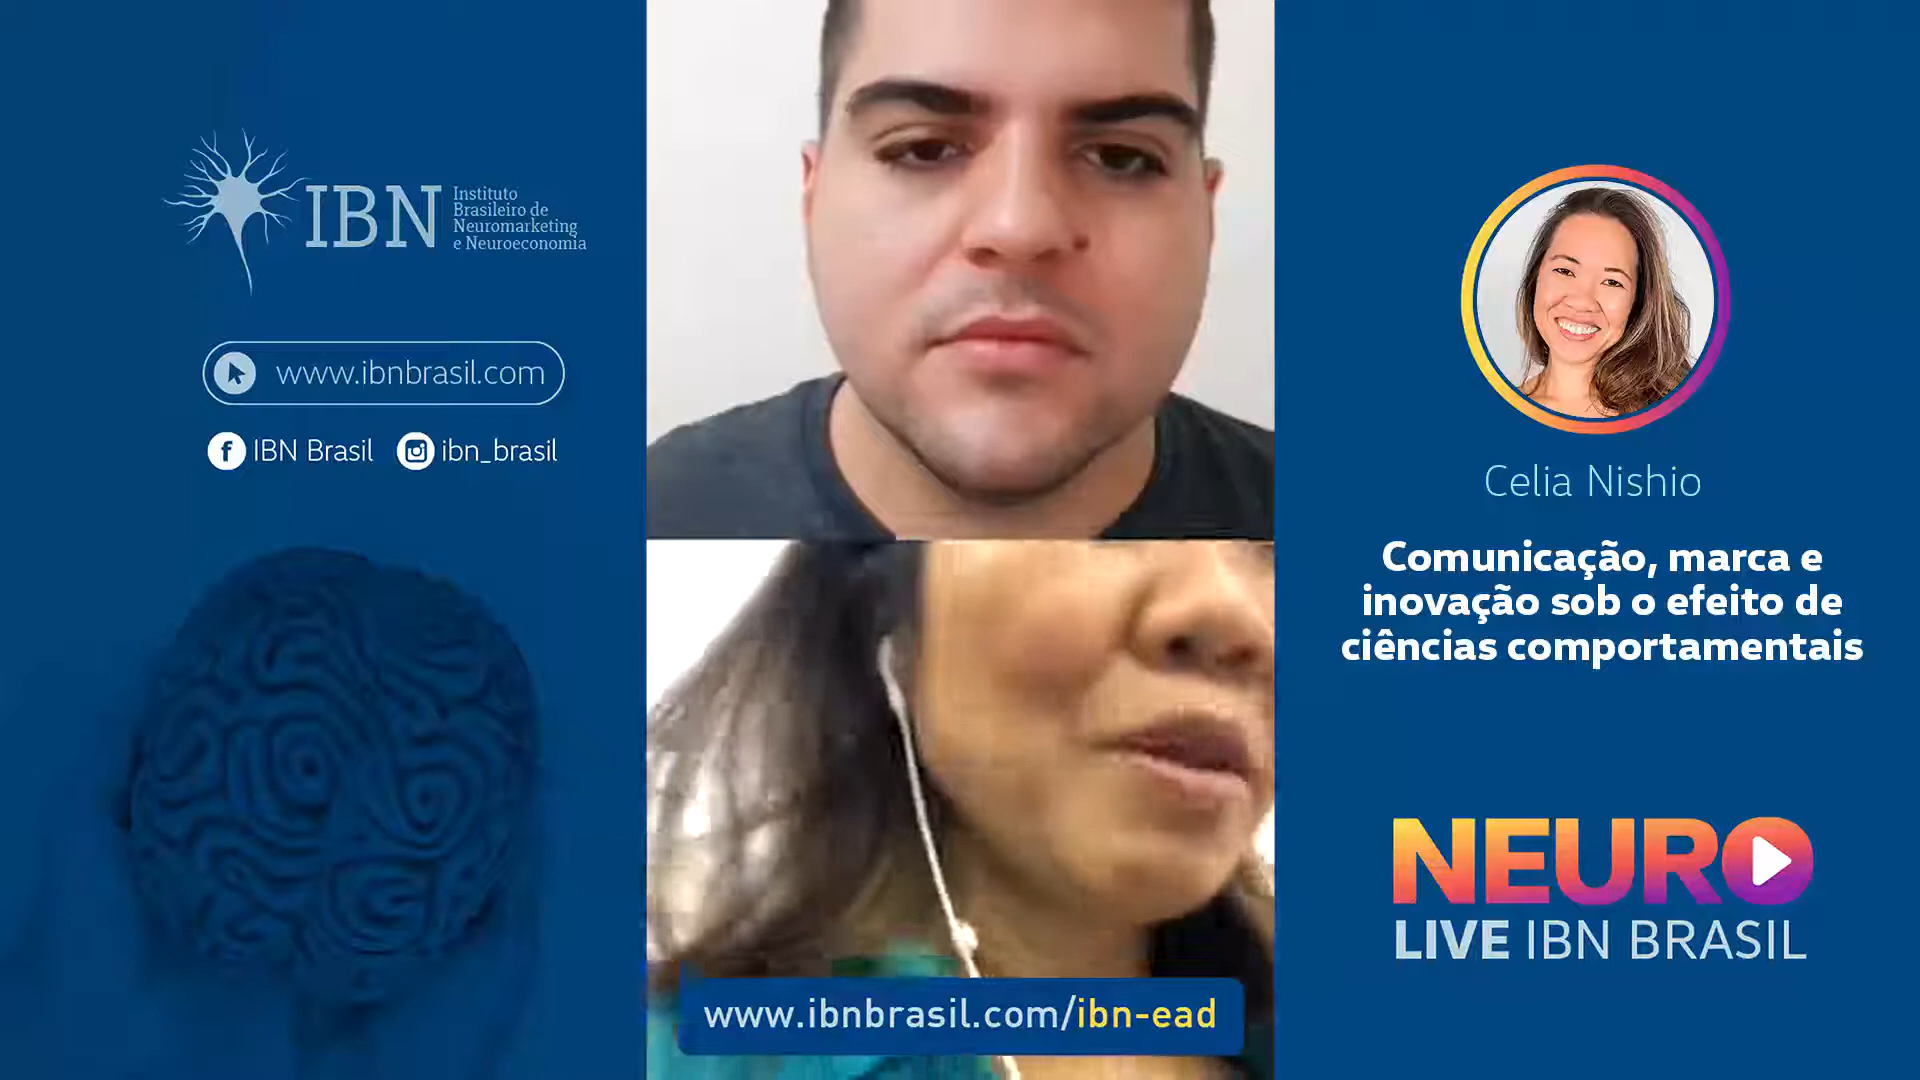 IBN
Instituto
Brasileiro de
Neuromarketing
e Neuroeconomia
www.ibnbrasil.com
IBN Brasil
ibn_brasil
www.ibnbrasil.com/ibn-ead
Celia Nishio
Comunicação, marca e
inovação sob o efeito de
ciências comportamentais
NEURO
LIVE IBN BRASIL